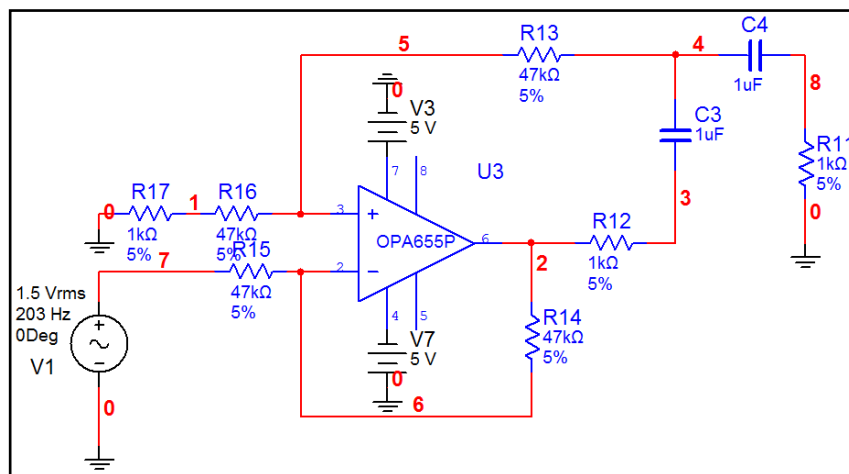 R13
47kΩ
5%
5
4
C4
1uF
8
0
V3
5 V
C3
1uF
R11
1kΩ
5%
0
3
U3
7
8
R17
1kΩ
5%
0
1
R16
47kΩ
5%
3
+
OPA655P
6
2
R12
1kΩ
5%
7
R15
47kΩ
5%
2
−
4
5
V7
5 V
0
R14
47kΩ
5%
6
1.5 Vrms
203 Hz
0Deg
V1
+
−
0